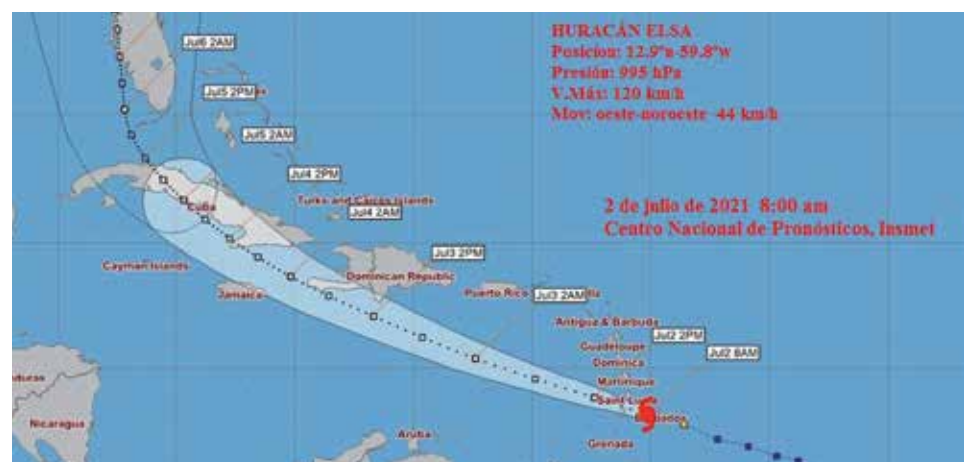 HURACÁN ELSA
Posicion: 12.9°n-59.8°w
Presión: 995 hPa
V.Máx: 120 km/h
Mov: oeste-noroeste 44 km/h
Jul6 2AM
Jul5 2PM
Jul5 2AM
Jul4 2PM
Turks and Caicos Islands
Jul4 2AM
Cuba
2 de julio de 2021 8:00 am
Centro Nacional de Pronósticos, Insmet
Jul3 2PM
Cayman Islands
Dominican Republic
Jamaica
Puerto Rico
Jul3 2AM
Antigua & Barbuda
Jul2 2PM
Guadeloupe
Jul2 8AM
Dominica
Martinique
Saint Lucia
Nicaragua
Aruba
Grenada